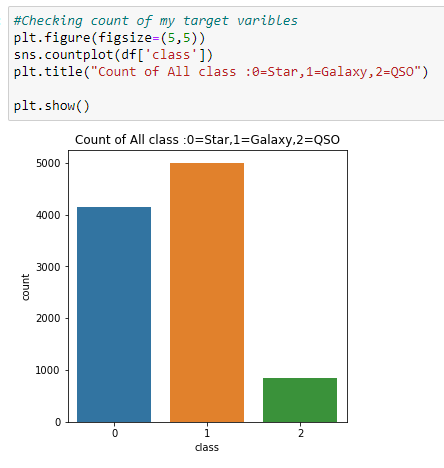 #Checking count of my target varibles
plt.figure(figsize=(5,5))
sns.countplot(df['class'])
plt.title("Count of All class :0=Star,1=Galaxy,2=QSO")
plt.show()
Count of All class :0=Star,1=Galaxy,2=QSO
5000
4000
3000
2000
1000
0
count
0 1 2
class